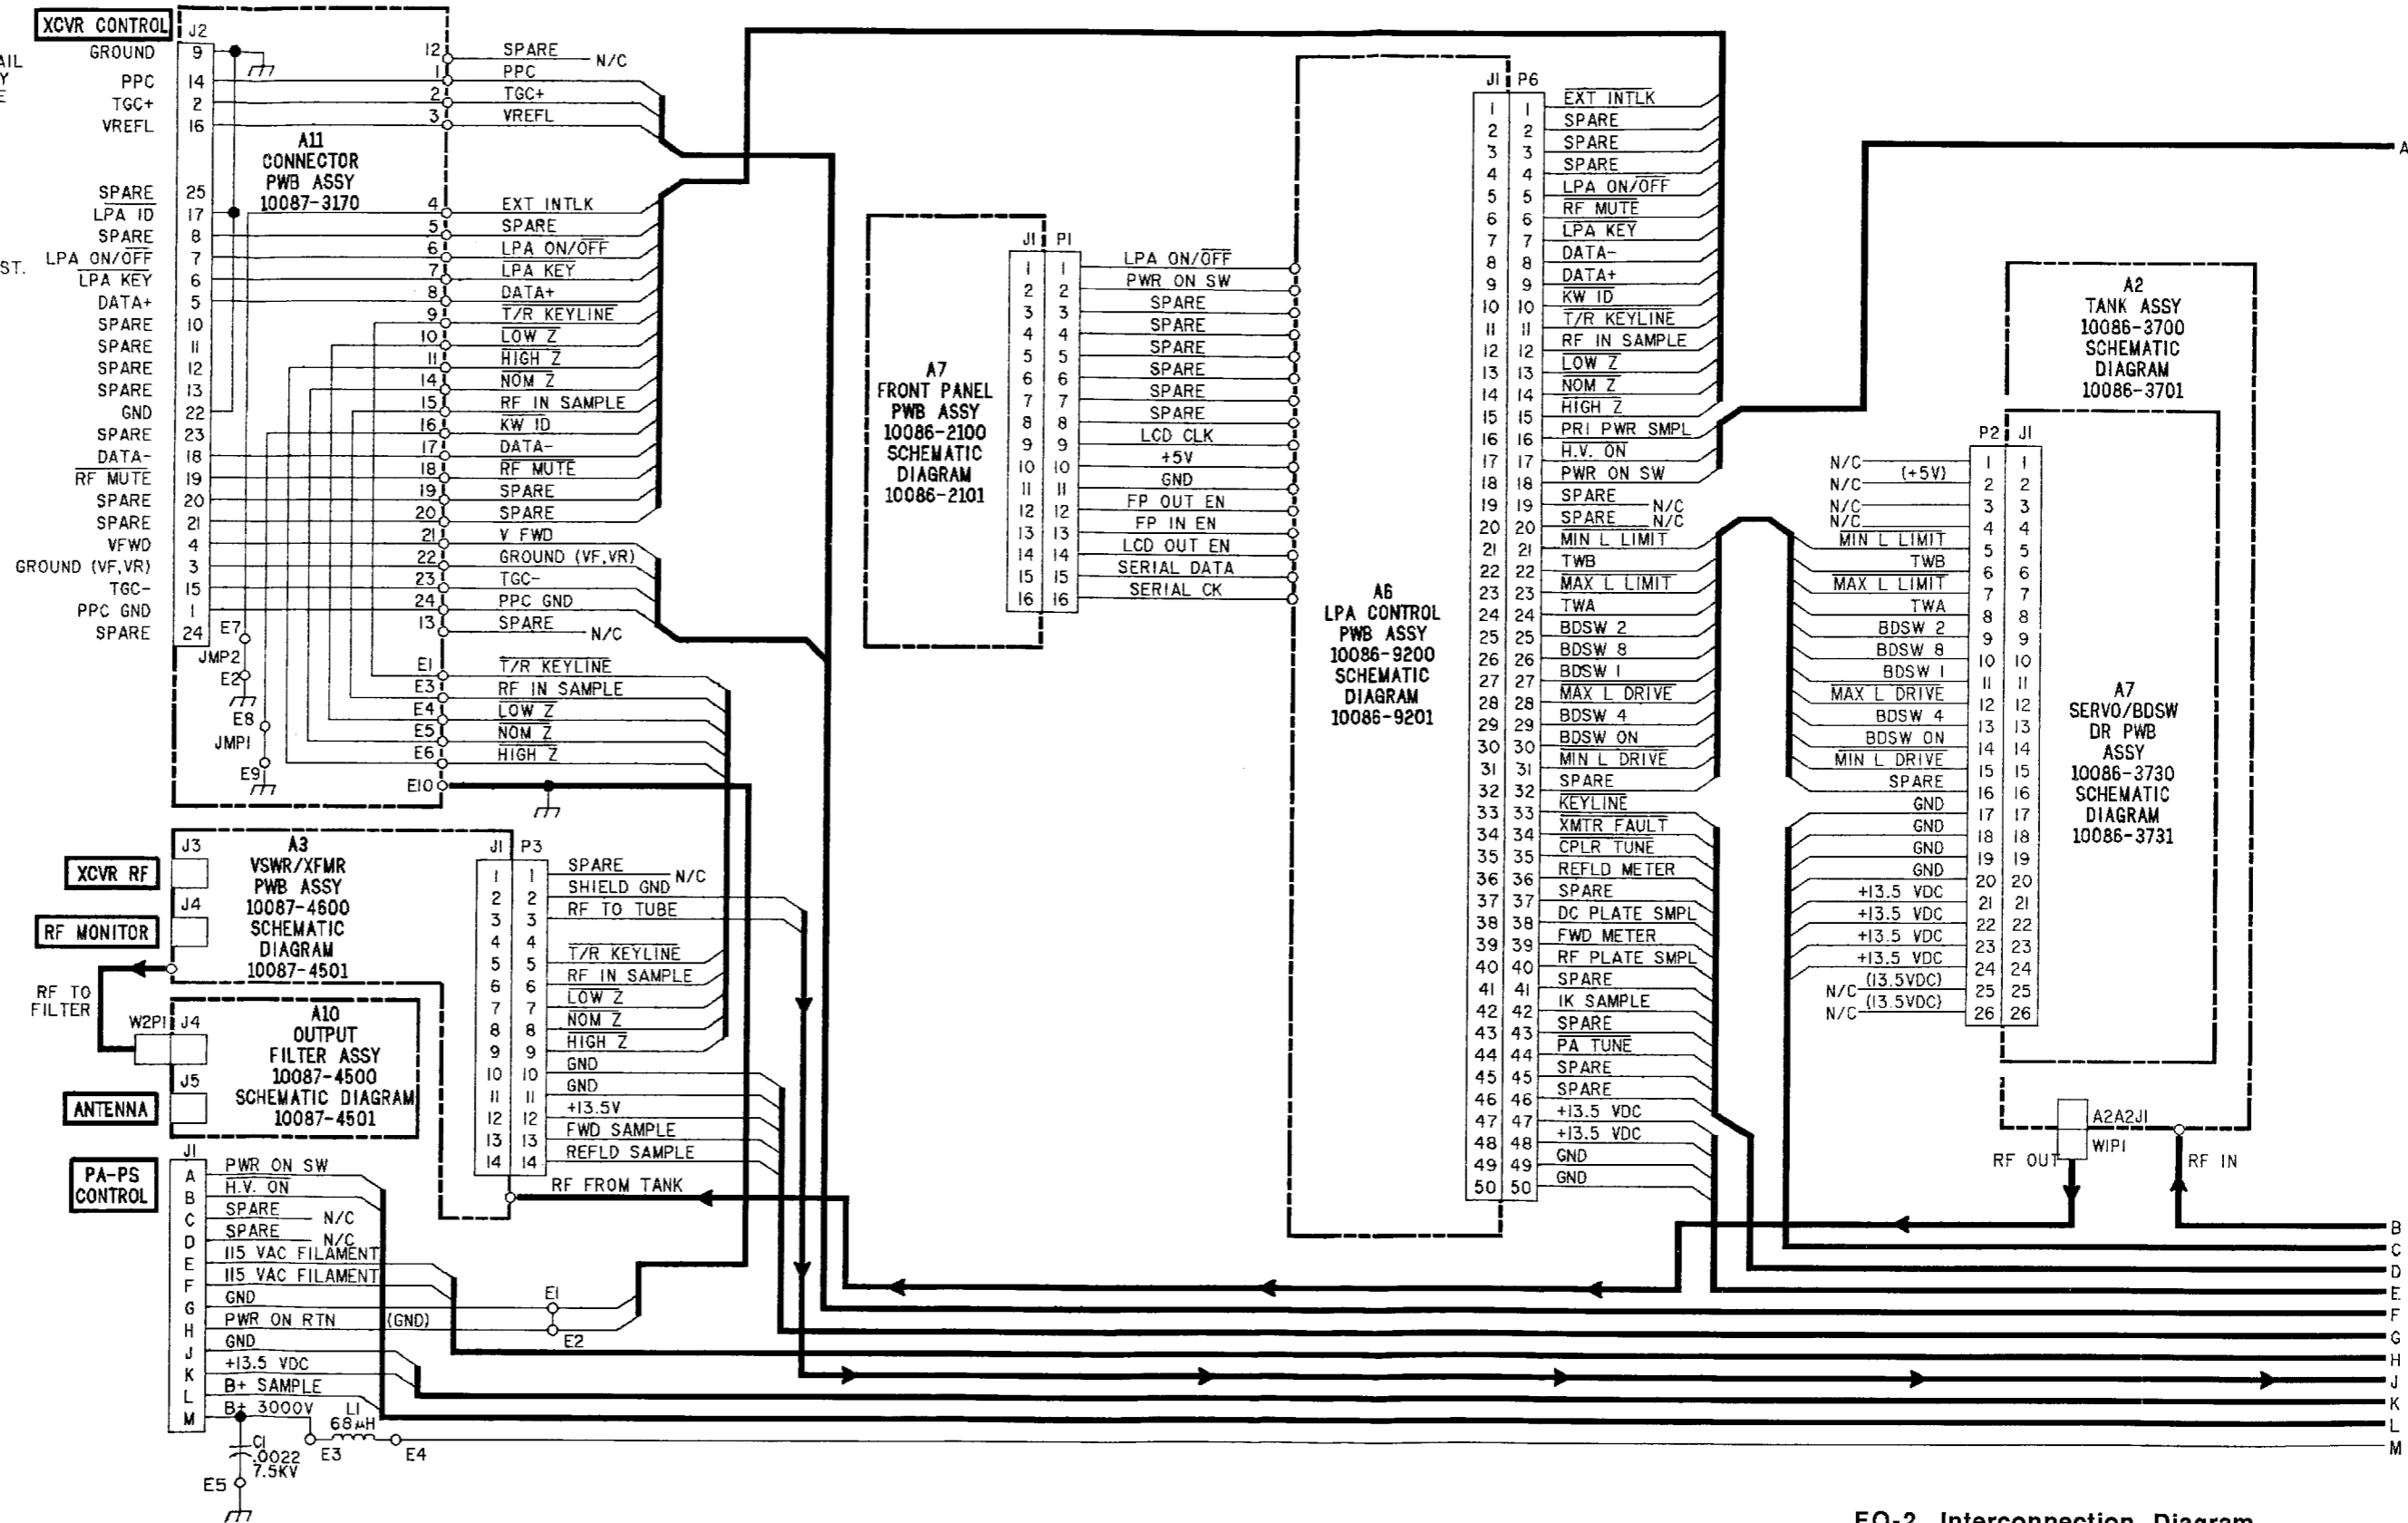 XCVR CONTROL
AIL
Y
E
ST.
J2
GROUND 9
PPC 14
TGC+ 2
VREFL 16
SPARE 25
LPA ID 17
SPARE 8
LPA ON/OFF 7
LPA KEY 6
DATA+ 5
SPARE 10
SPARE 11
SPARE 12
SPARE 13
GND 22
SPARE 23
DATA- 18
RF MUTE 19
SPARE 20
SPARE 21
VFWD 4
GROUND (VF,VR) 3
TGC- 15
PPC GND 1
SPARE 24
A11
CONNECTOR
PWB ASSY
10087-3170
E7
JMP2
E2
E8
JMP1
E9
12 SPARE N/C
1 PPC
2 TGC+
3 VREFL
4 EXT INTLK
5 SPARE
6 LPA ON/OFF
7 LPA KEY
8 DATA+
9 T/R KEYLINE
10 LOW Z
11 HIGH Z
14 NOM Z
15 RF IN SAMPLE
16 KW ID
17 DATA-
18 RF MUTE
19 SPARE
20 SPARE
21 V FWD
22 GROUND (VF,VR)
23 TGC-
24 PPC GND
13 SPARE N/C
E1 T/R KEYLINE
E3 RF IN SAMPLE
E4 LOW Z
E5 NOM Z
E6 HIGH Z
E10
XCVR RF
J3
RF MONITOR
J4
A3
VSWR/XFMR
PWB ASSY
10087-4600
SCHEMATIC
DIAGRAM
10087-4501
RF TO
FILTER
W2P1 J4
J5
ANTENNA
A10
OUTPUT
FILTER ASSY
10087-4500
SCHEMATIC DIAGRAM
10087-4501
J1 P3
1 1 SPARE N/C
2 2 SHIELD GND
3 3 RF TO TUBE
4 4
5 5 T/R KEYLINE
6 6 RF IN SAMPLE
7 7 LOW Z
8 8 NOM Z
9 9 HIGH Z
10 10 GND
11 11 GND
12 12 +13.5V
13 13 FWD SAMPLE
14 14 REFLD SAMPLE
RF FROM TANK
PA-PS
CONTROL
J1
A PWR ON SW
B H.V. ON
C SPARE N/C
D SPARE N/C
E 115 VAC FILAMENT
F 115 VAC FILAMENT
G GND E1
H PWR ON RTN (GND) E2
J GND
K +13.5 VDC
L B+ SAMPLE
M B+ 3000V
L1
68µH
E3 E4
C1
.0022
7.5KV
E5
A7
FRONT PANEL
PWB ASSY
10086-2100
SCHEMATIC
DIAGRAM
10086-2101
J1 P1
1 1 LPA ON/OFF
2 2 PWR ON SW
3 3 SPARE
4 4 SPARE
5 5 SPARE
6 6 SPARE
7 7 SPARE
8 8 SPARE
9 9 LCD CLK
10 10 +5V
11 11 GND
12 12 FP OUT EN
13 13 FP IN EN
14 14 LCD OUT EN
15 15 SERIAL DATA
16 16 SERIAL CK
A6
LPA CONTROL
PWB ASSY
10086-9200
SCHEMATIC
DIAGRAM
10086-9201
J1 P6
1 1 EXT INTLK
2 2 SPARE
3 3 SPARE
4 4 SPARE
5 5 LPA ON/OFF
6 6 RF MUTE
7 7 LPA KEY
8 8 DATA-
9 9 DATA+
10 10 KW ID
11 11 T/R KEYLINE
12 12 RF IN SAMPLE
13 13 LOW Z
14 14 NOM Z
15 15 HIGH Z
16 16 PRI PWR SMPL
17 17 H.V. ON
18 18 PWR ON SW
19 19 SPARE N/C
20 20 SPARE N/C
21 21 MIN L LIMIT
22 22 TWB
23 23 MAX L LIMIT
24 24 TWA
25 25 BDSW 2
26 26 BDSW 8
27 27 BDSW 1
28 28 MAX L DRIVE
29 29 BDSW 4
30 30 BDSW ON
31 31 MIN L DRIVE
32 32 SPARE
33 33 KEYLINE
34 34 XMTR FAULT
35 35 CPLR TUNE
36 36 REFLD METER
37 37 SPARE
38 38 DC PLATE SMPL
39 39 FWD METER
40 40 RF PLATE SMPL
41 41 SPARE
42 42 IK SAMPLE
43 43 SPARE
44 44 PA TUNE
45 45 SPARE
46 46 SPARE
47 47 +13.5 VDC
48 48 +13.5 VDC
49 49 GND
50 50 GND
A2
TANK ASSY
10086-3700
SCHEMATIC
DIAGRAM
10086-3701
P2 J1
N/C 1 1
N/C (+5V) 2 2
N/C 3 3
N/C 4 4
MIN L LIMIT 5 5
TWB 6 6
MAX L LIMIT 7 7
TWA 8 8
BDSW 2 9 9
BDSW 8 10 10
BDSW 1 11 11
MAX L DRIVE 12 12
BDSW 4 13 13
BDSW ON 14 14
MIN L DRIVE 15 15
SPARE 16 16
GND 17 17
GND 18 18
GND 19 19
GND 20 20
+13.5 VDC 21 21
+13.5 VDC 22 22
+13.5 VDC 23 23
+13.5 VDC 24 24
N/C (13.5VDC) 25 25
N/C (13.5VDC) 26 26
A7
SERVO/BDSW
DR PWB
ASSY
10086-3730
SCHEMATIC
DIAGRAM
10086-3731
A2A2J1
W1P1
RF OUT
RF IN
A
B
C
D
E
F
G
H
J
K
L
M
FO-2. Interconnection Diagram